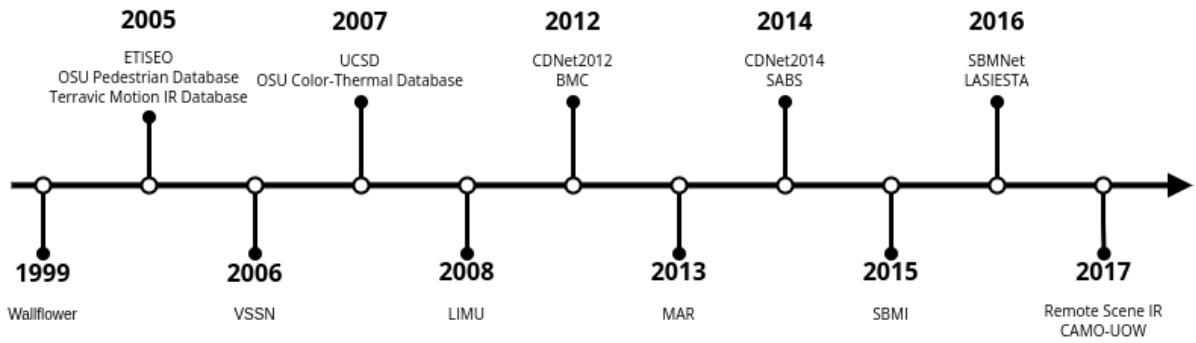 2005
ETISEO
OSU Pedestrian Database
Terravic Motion IR Database
2007
UCSD
OSU Color-Thermal Database
2012
CDNet2012
BMC
2014
CDNet2014
SABS
2016
SBMNet
LASIESTA
1999
Wallflower
2006
VSSN
2008
LIMU
2013
MAR
2015
SBMI
2017
Remote Scene IR
CAMO-UOW